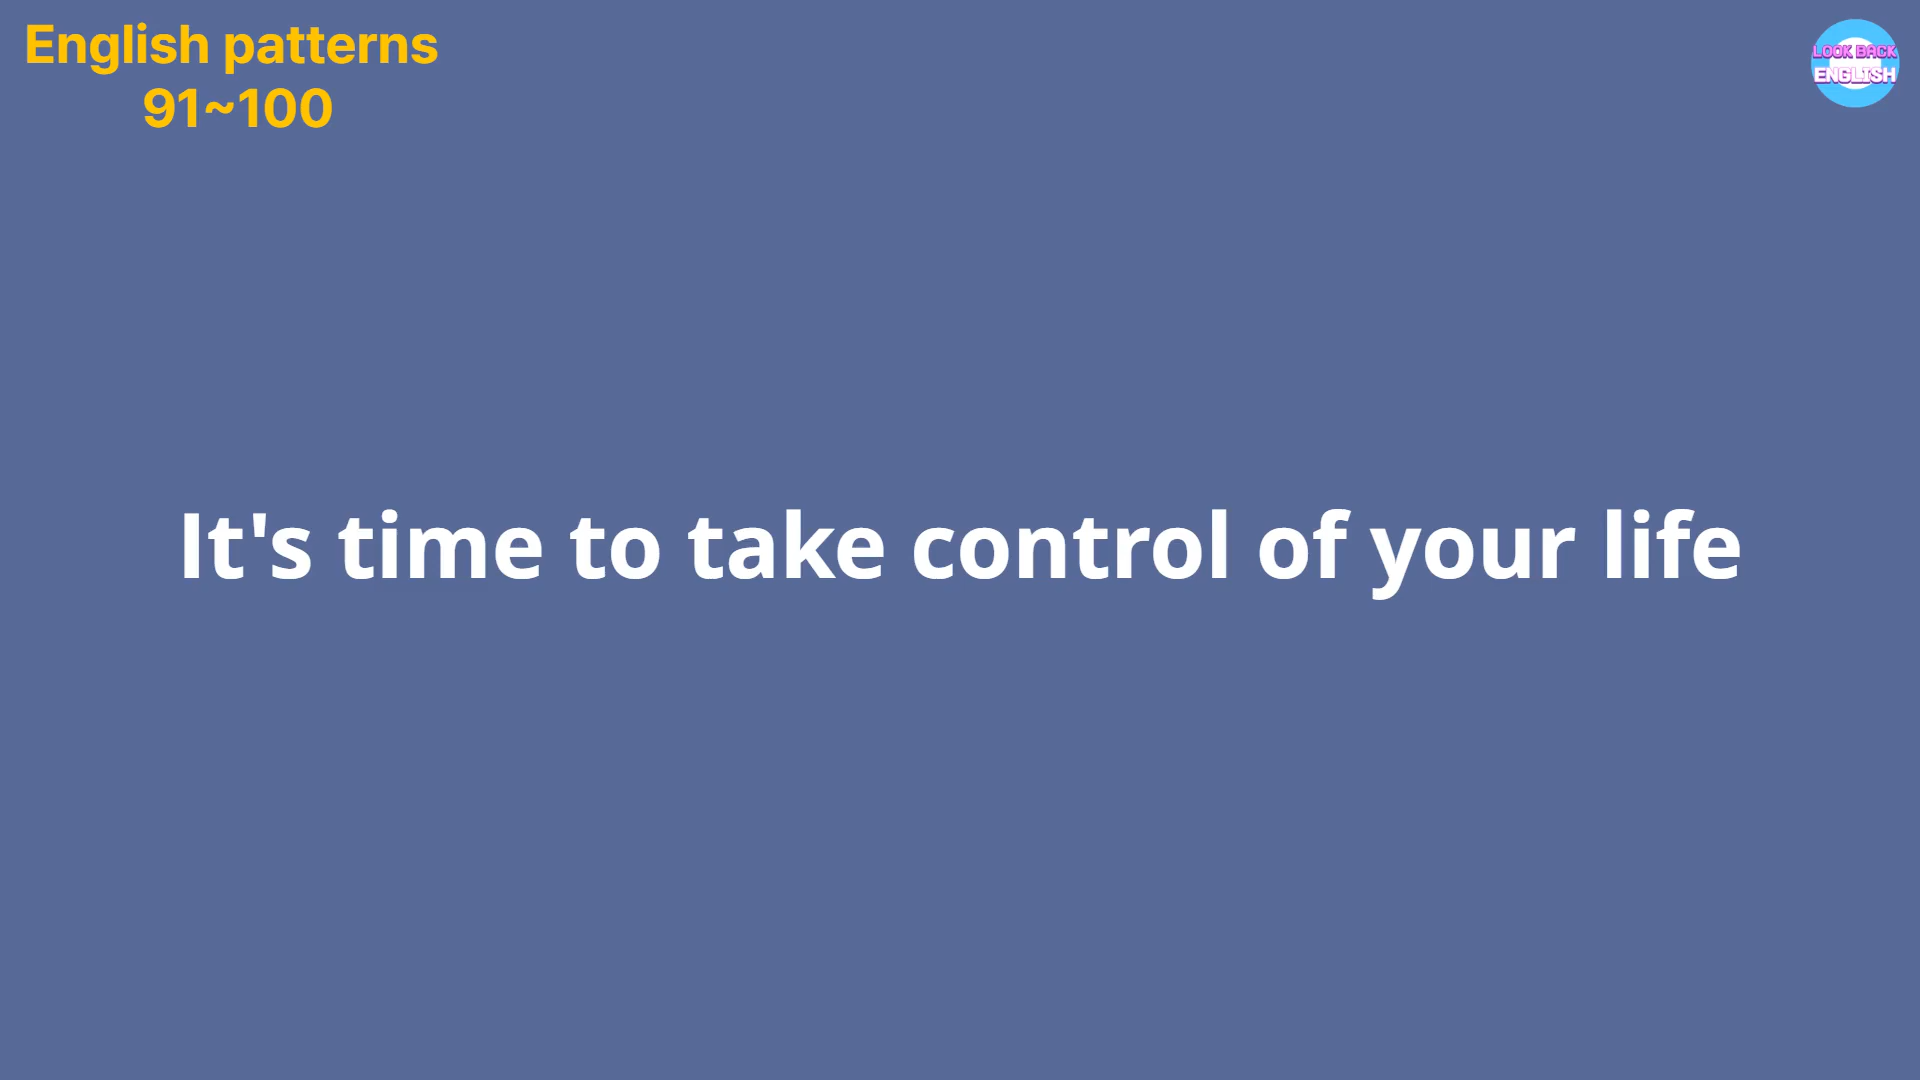 English patterns
91~100
LOOK BACK
ENGLISH
It's time to take control of your life